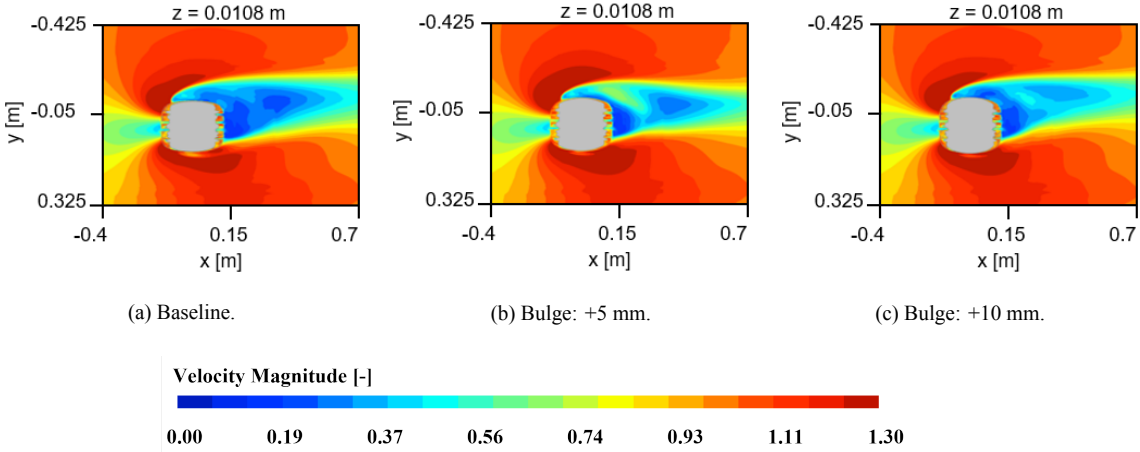 z = 0.0108 m
-0.425
-0.05
0.325
y [m]
-0.4
0.15
0.7
x [m]
(a) Baseline.
z = 0.0108 m
-0.425
-0.05
0.325
y [m]
-0.4
0.15
0.7
x [m]
(b) Bulge: +5 mm.
z = 0.0108 m
-0.425
-0.05
0.325
y [m]
-0.4
0.15
0.7
x [m]
(c) Bulge: +10 mm.
Velocity Magnitude [-]
0.00 0.19 0.37 0.56 0.74 0.93 1.11 1.30